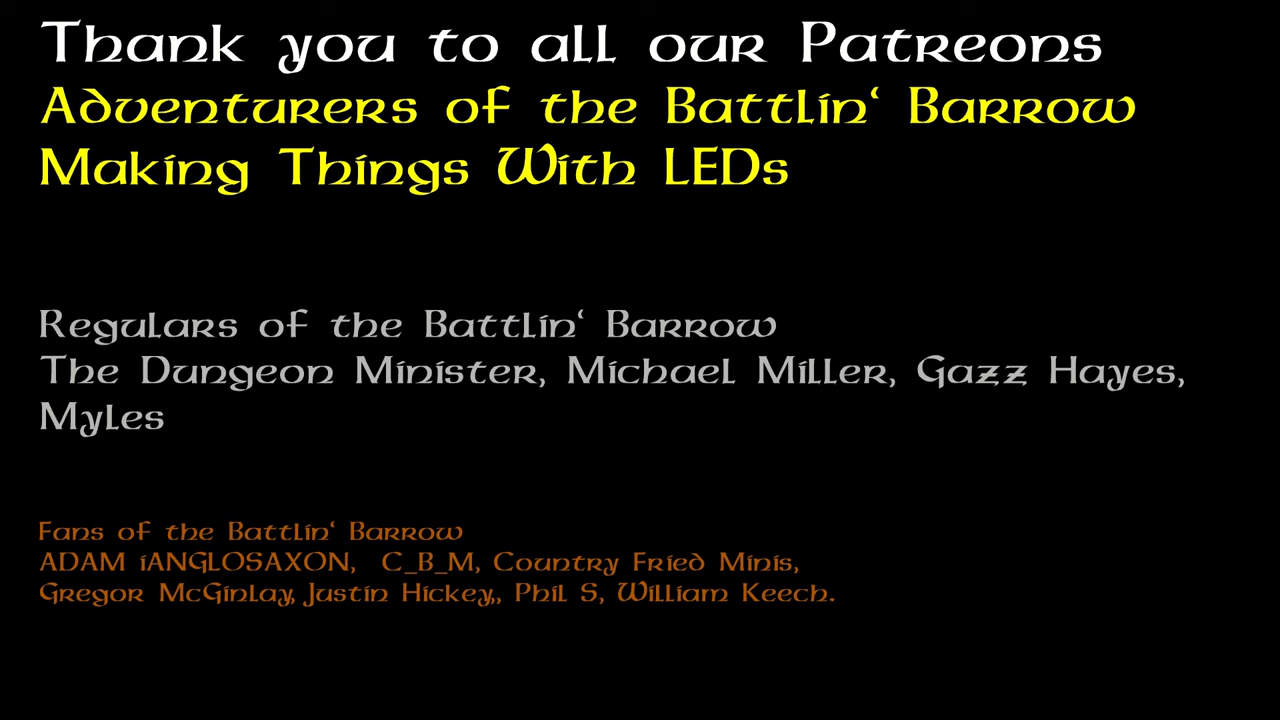 Thank you to all our Patreons
Adventurers of the Battlin‘ Barrow
Making Things With LEDs
Regulars of the Battlin‘ Barrow
The Dungeon Minister, Michael Miller, Gazz Hayes,
Myles
Fans of the Battlin‘ Barrow
ADAM iANGLOSAXON,  C_B_M, Country Fried Minis,
Gregor McGinlay, Justin Hickey,, Phil S, William Keech.